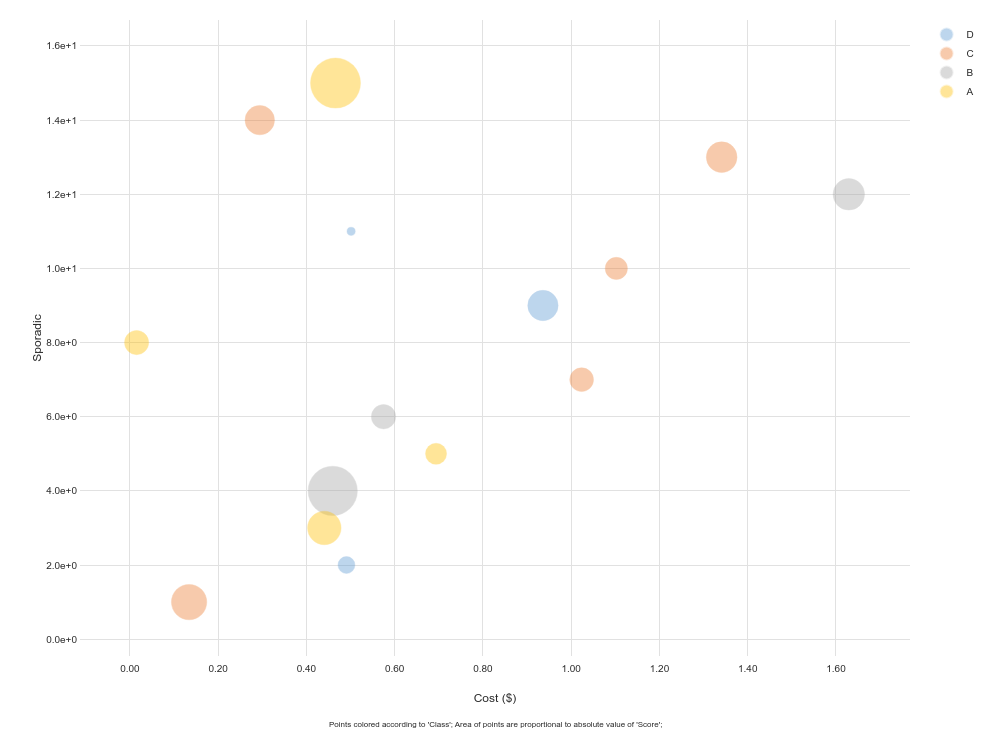 D
C
B
A
1.6e+1
1.4e+1
1.2e+1
1.0e+1
8.0e+0
6.0e+0
4.0e+0
2.0e+0
0.0e+0
Sporadic
0.00 0.20 0.40 0.60 0.80 1.00 1.20 1.40 1.60
Cost ($)
Points colored according to 'Class'; Area of points are proportional to absolute value of 'Score';